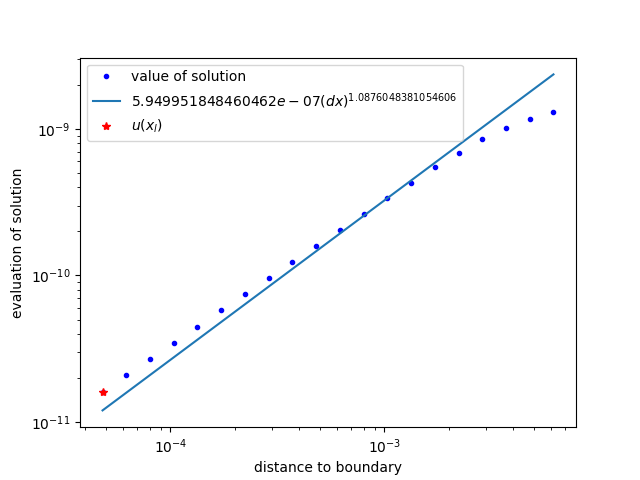 value of solution
5.949951848460462e − 07(dx)^1.0876048381054606
u(x_l)
10^−9
10^−10
10^−11
evaluation of solution
10^−4
10^−3
distance to boundary